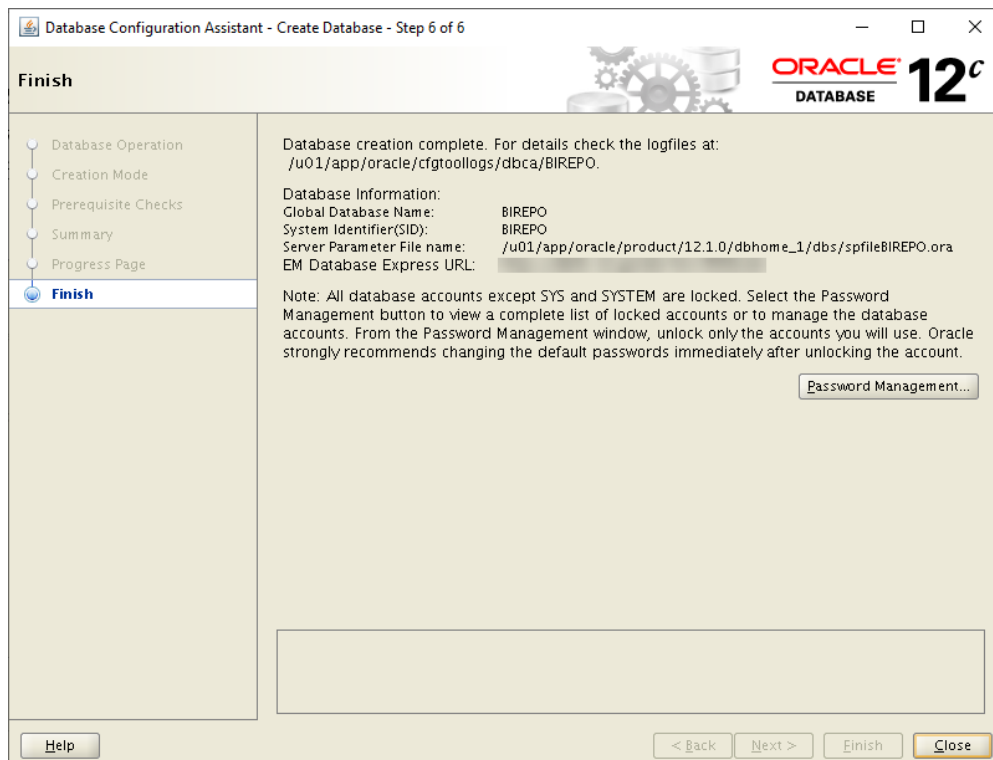 Database Configuration Assistant - Create Database - Step 6 of 6
Finish
ORACLE
DATABASE
12c
Database Operation
Creation Mode
Prerequisite Checks
Summary
Progress Page
Finish
Database creation complete. For details check the logfiles at:
/u01/app/oracle/cfgtoollogs/dbca/BIREPO.
Database Information:
Global Database Name: BIREPO
System Identifier(SID): BIREPO
Server Parameter File name: /u01/app/oracle/product/12.1.0/dbhome_1/dbs/spfileBIREPO.ora
EM Database Express URL:
Note: All database accounts except SYS and SYSTEM are locked. Select the Password
Management button to view a complete list of locked accounts or to manage the database
accounts. From the Password Management window, unlock only the accounts you will use. Oracle
strongly recommends changing the default passwords immediately after unlocking the account.
Password Management...
Help
< Back
Next >
Finish
Close